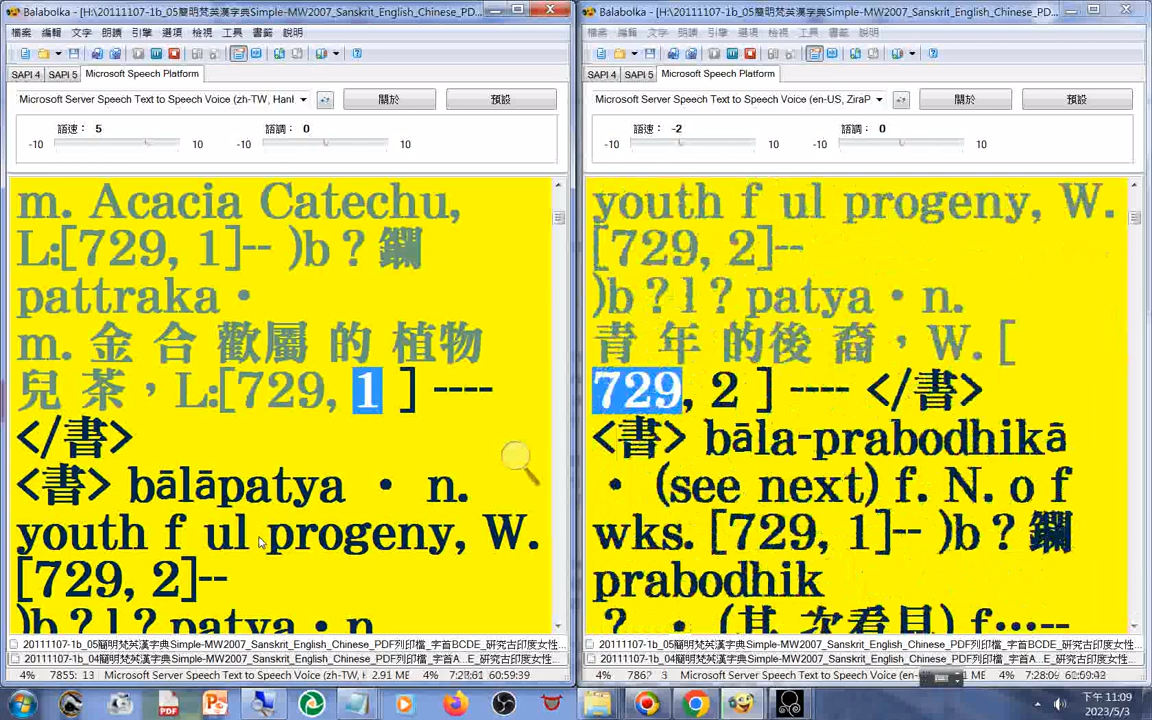 Balabolka - [H:\20111107-1b_05簡明梵英漢字典Simple-MW2007_Sanskrit_English_Chinese_PD...
檔案 編輯 文字 朗讀 引擎 選項 檢視 工具 書籤 說明
SAPI 4 SAPI 5 Microsoft Speech Platform
Microsoft Server Speech Text to Speech Voice (zh-TW, Hanl
關於 預設
語速： 5 語調： 0
-10 10 -10 10
m. Acacia Catechu,
L:[729, 1]-- )b？钄
pattraka・
m. 金 合 歡屬 的 植物
兒 茶，L:[729, 1 ] ----
</書>
<書> bālāpatya ・ n.
youth f ul progeny, W.
[729, 2]--
)b？l？patya・n
20111107-1b_05簡明梵英漢字典Simple-MW2007_Sanskrit_English_Chinese_PDF列印檔_字首BCDE_研究古印度女性...
20111107-1b_04簡明梵英漢字典Simple-MW2007_Sanskrit_English_Chinese_PDF列印檔_字首A...E_研究古印度女性...
4% 7855: 13 Microsoft Server Speech Text to Speech Voice (zh-TW, H 2.91 MB 4% 7:28:01 60:59:39
Balabolka - [H:\20111107-1b_05簡明梵英漢字典Simple-MW2007_Sanskrit_English_Chinese_PD...
檔案 編輯 文字 朗讀 引擎 選項 檢視 工具 書籤 說明
SAPI 4 SAPI 5 Microsoft Speech Platform
Microsoft Server Speech Text to Speech Voice (en-US, ZiraP
關於 預設
語速： -2 語調： 0
-10 10 -10 10
youth f ul progeny, W.
[729, 2]--
)b？l？patya・n.
青 年 的後 裔，W. [
729, 2 ] ---- </書>
<書> bāla-prabodhikā
・ (see next) f. N. o f
wks. [729, 1]-- )b？钄
prabodhik
？ ・ (其 次看見) f…--
20111107-1b_05簡明梵英漢字典Simple-MW2007_Sanskrit_English_Chinese_PDF列印檔_字首BCDE_研究古印度女性...
20111107-1b_04簡明梵英漢字典Simple-MW2007_Sanskrit_English_Chinese_PDF列印檔_字首A...E_研究古印度女性...
4% Microsoft Server Speech Text to Speech Voice (en-US 4% 7:28:09
下午 11:09
2023/5/3